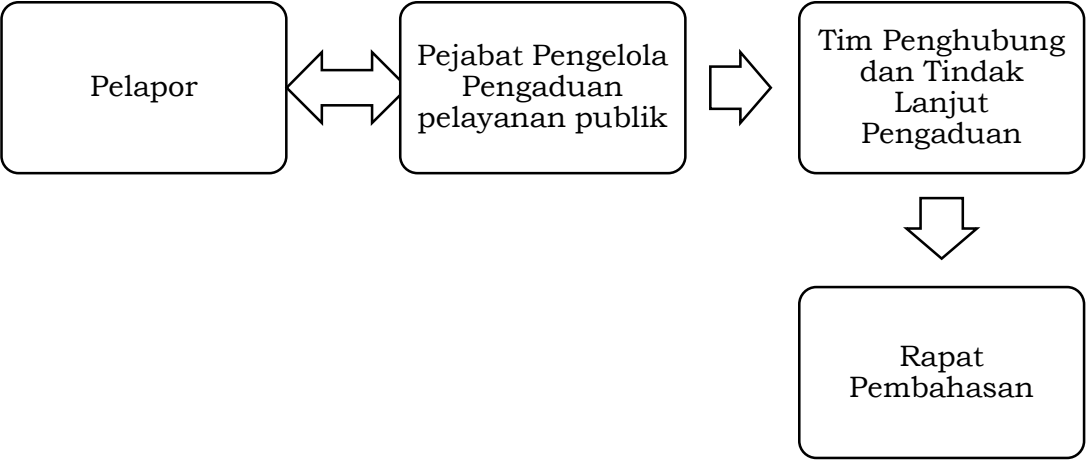 Pelapor
Pejabat Pengelola
Pengaduan
pelayanan publik
Tim Penghubung
dan Tindak
Lanjut
Pengaduan
Rapat
Pembahasan